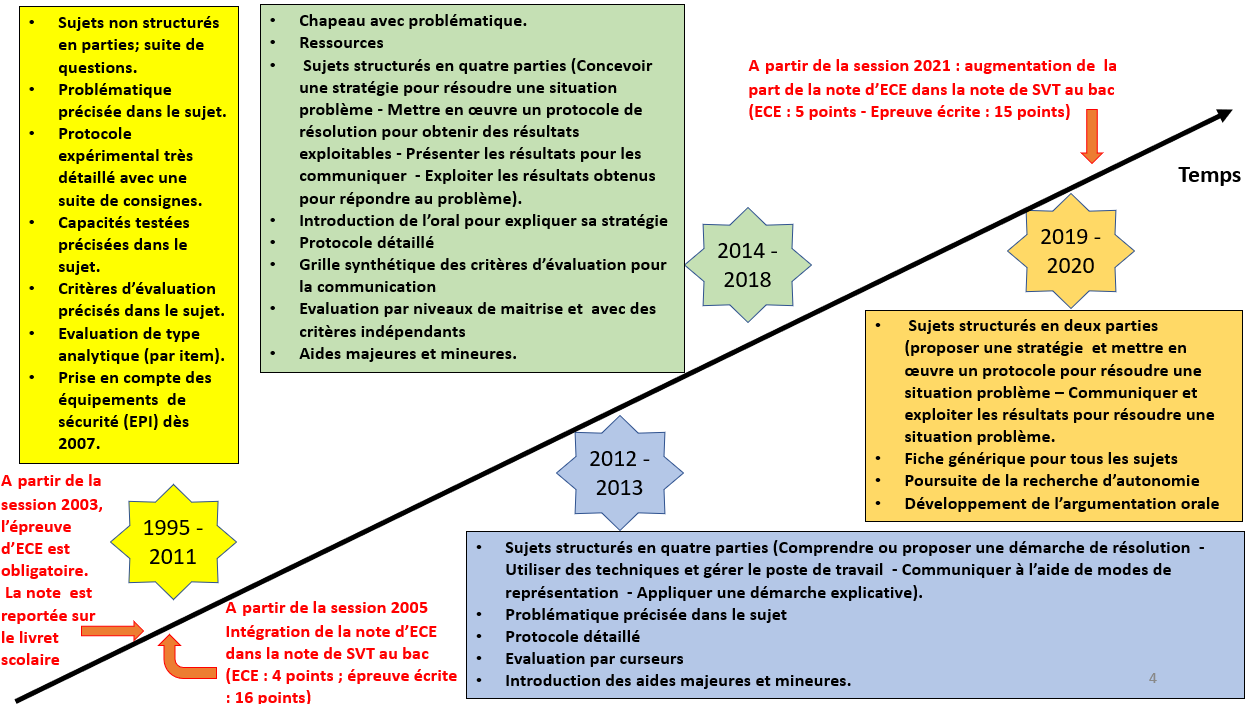 • Sujets non structurés
en parties; suite de
questions.
• Problématique
précisée dans le sujet.
• Protocole
expérimental très
détaillé avec une
suite de consignes.
• Capacités testées
précisées dans le
sujet.
• Critères d’évaluation
précisés dans le sujet.
• Evaluation de type
analytique (par item).
• Prise en compte des
équipements de
sécurité (EPI) dès
2007.
• Chapeau avec problématique.
• Ressources
• Sujets structurés en quatre parties (Concevoir
une stratégie pour résoudre une situation
problème - Mettre en œuvre un protocole de
résolution pour obtenir des résultats
exploitables - Présenter les résultats pour les
communiquer - Exploiter les résultats obtenus
pour répondre au problème).
• Introduction de l’oral pour expliquer sa stratégie
• Protocole détaillé
• Grille synthétique des critères d’évaluation pour
la communication
• Evaluation par niveaux de maitrise et avec des
critères indépendants
• Aides majeures et mineures.
A partir de la session 2021 : augmentation de la
part de la note d’ECE dans la note de SVT au bac
(ECE : 5 points - Epreuve écrite : 15 points)
Temps
2014 -
2018
2019 -
2020
• Sujets structurés en deux parties
(proposer une stratégie et mettre en
œuvre un protocole pour résoudre une
situation problème – Communiquer et
exploiter les résultats pour résoudre une
situation problème.
• Fiche générique pour tous les sujets
• Poursuite de la recherche d’autonomie
• Développement de l’argumentation orale
2012 -
2013
A partir de la
session 2003,
l’épreuve
d’ECE est
obligatoire.
La note est
reportée sur
le livret
scolaire
1995 -
2011
A partir de la session 2005
Intégration de la note d’ECE
dans la note de SVT au bac
(ECE : 4 points ; épreuve écrite
: 16 points)
• Sujets structurés en quatre parties (Comprendre ou proposer une démarche de résolution -
Utiliser des techniques et gérer le poste de travail - Communiquer à l’aide de modes de
représentation - Appliquer une démarche explicative).
• Problématique précisée dans le sujet
• Protocole détaillé
• Evaluation par curseurs
• Introduction des aides majeures et mineures.
4